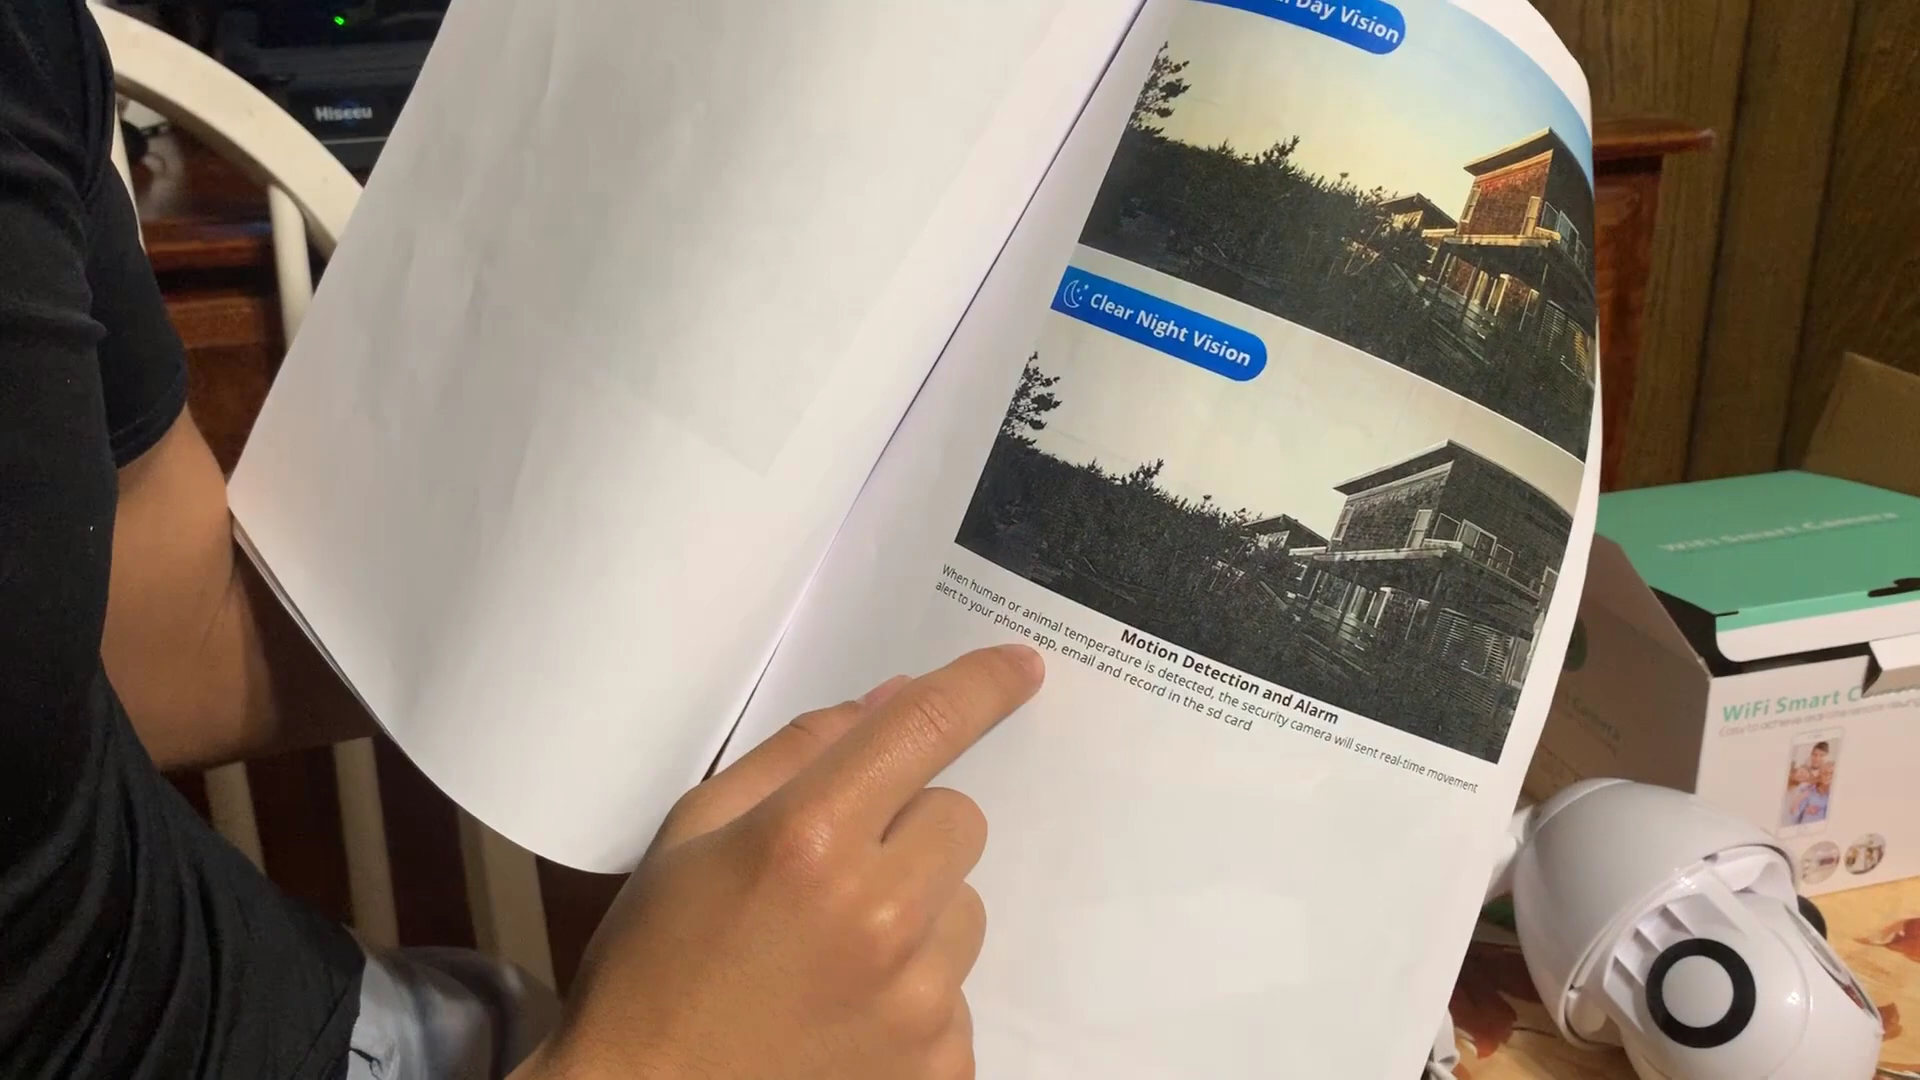 Day Vision
Hiseeu
Clear Night Vision
Motion Detection and Alarm
When human or animal temperature is detected, the security camera will sent real-time movement
alert to your phone app, email and record in the sd card
WiFi Smart Camera
WiFi Smart
Camera